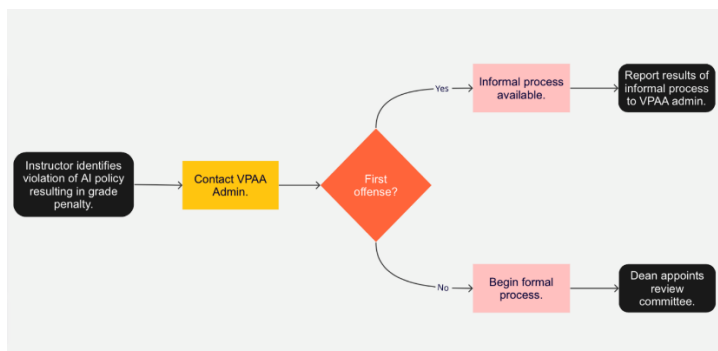 Instructor identifies
violation of AI policy
resulting in grade
penalty.
Contact VPAA
Admin.
First
offense?
Yes
Informal process
available.
Report results of
informal process
to VPAA admin.
No
Begin formal
process.
Dean appoints
review
committee.